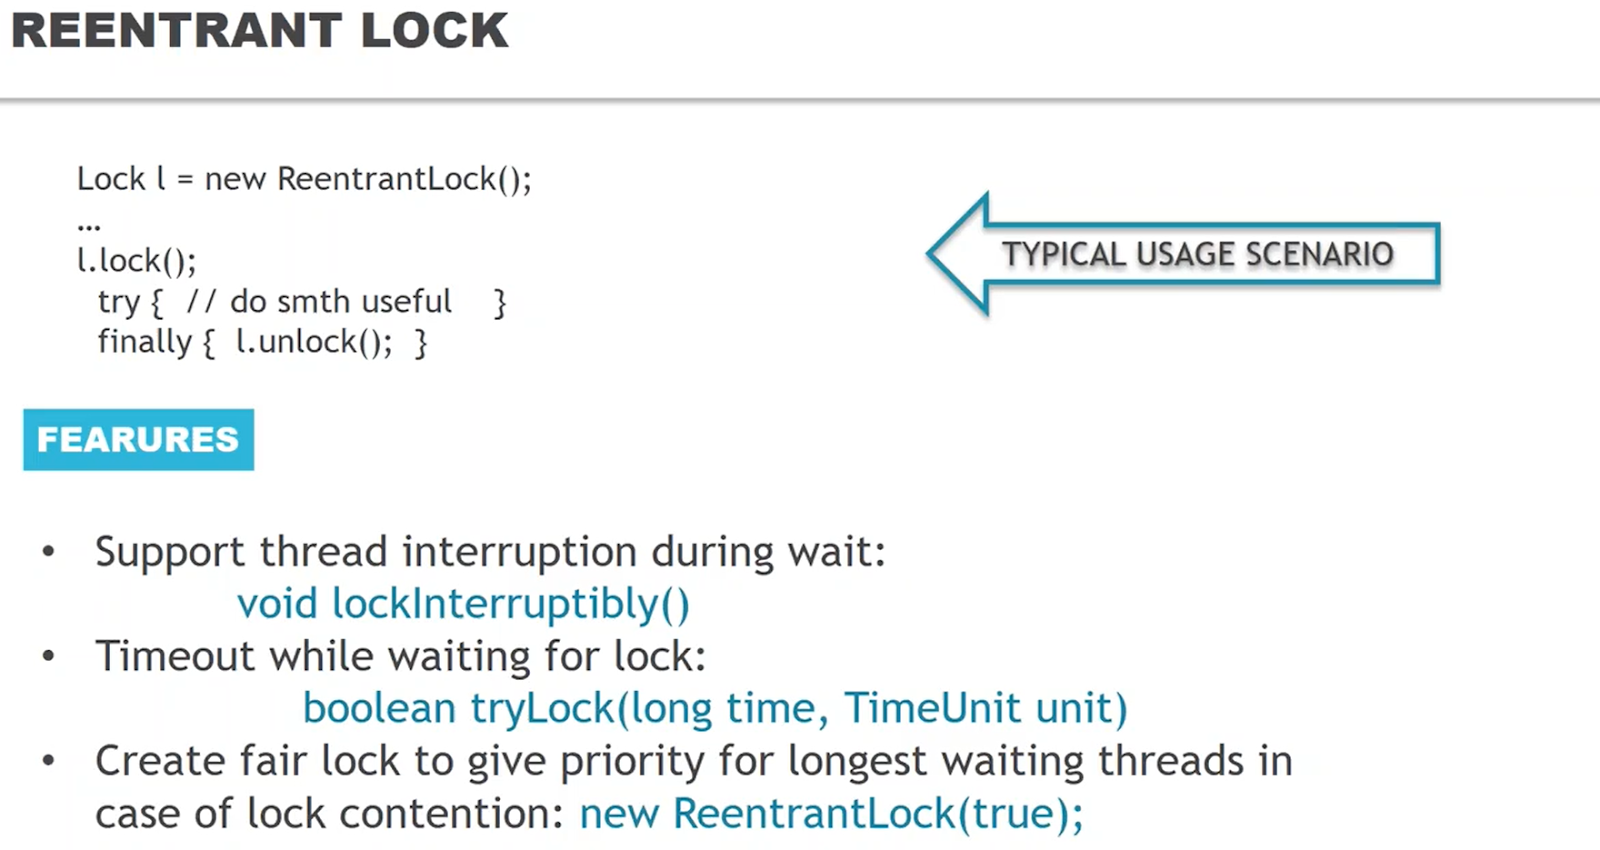 REENTRANT LOCK
Lock l = new ReentrantLock();
...
l.lock();
try { // do smth useful }
finally { l.unlock(); }
TYPICAL USAGE SCENARIO
FEARURES
• Support thread interruption during wait:
void lockInterruptibly()
• Timeout while waiting for lock:
boolean tryLock(long time, TimeUnit unit)
• Create fair lock to give priority for longest waiting threads in
case of lock contention: new ReentrantLock(true);